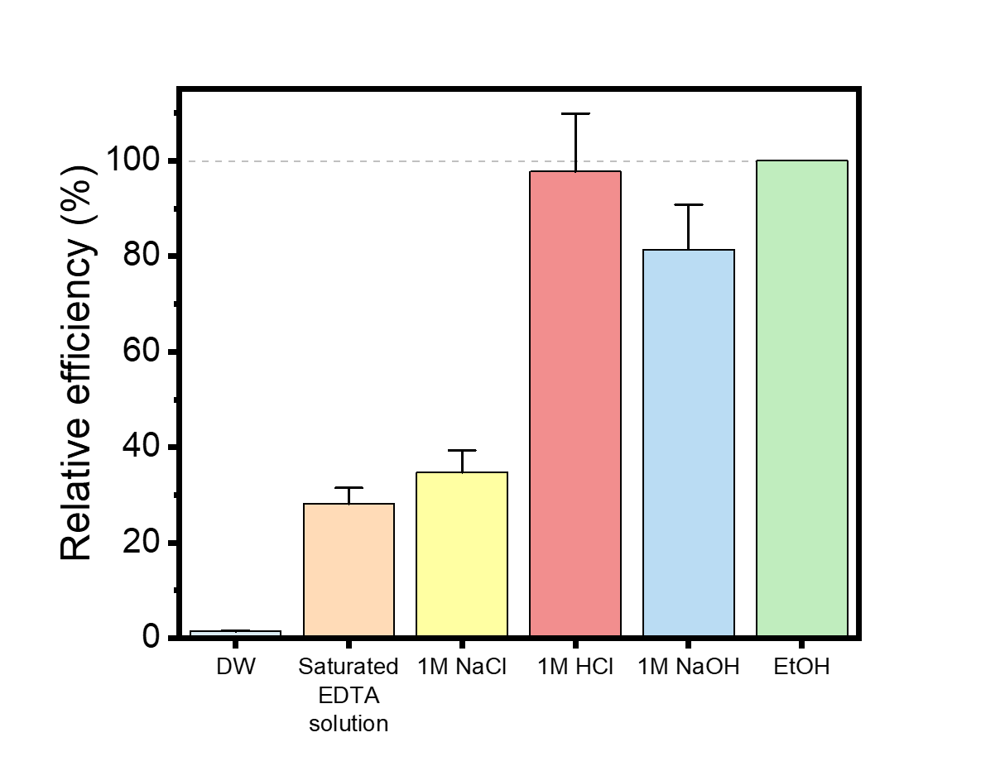 Relative efficiency (%)
100
80
60
40
20
0
DW
Saturated
EDTA
solution
1M NaCl
1M HCl
1M NaOH
EtOH